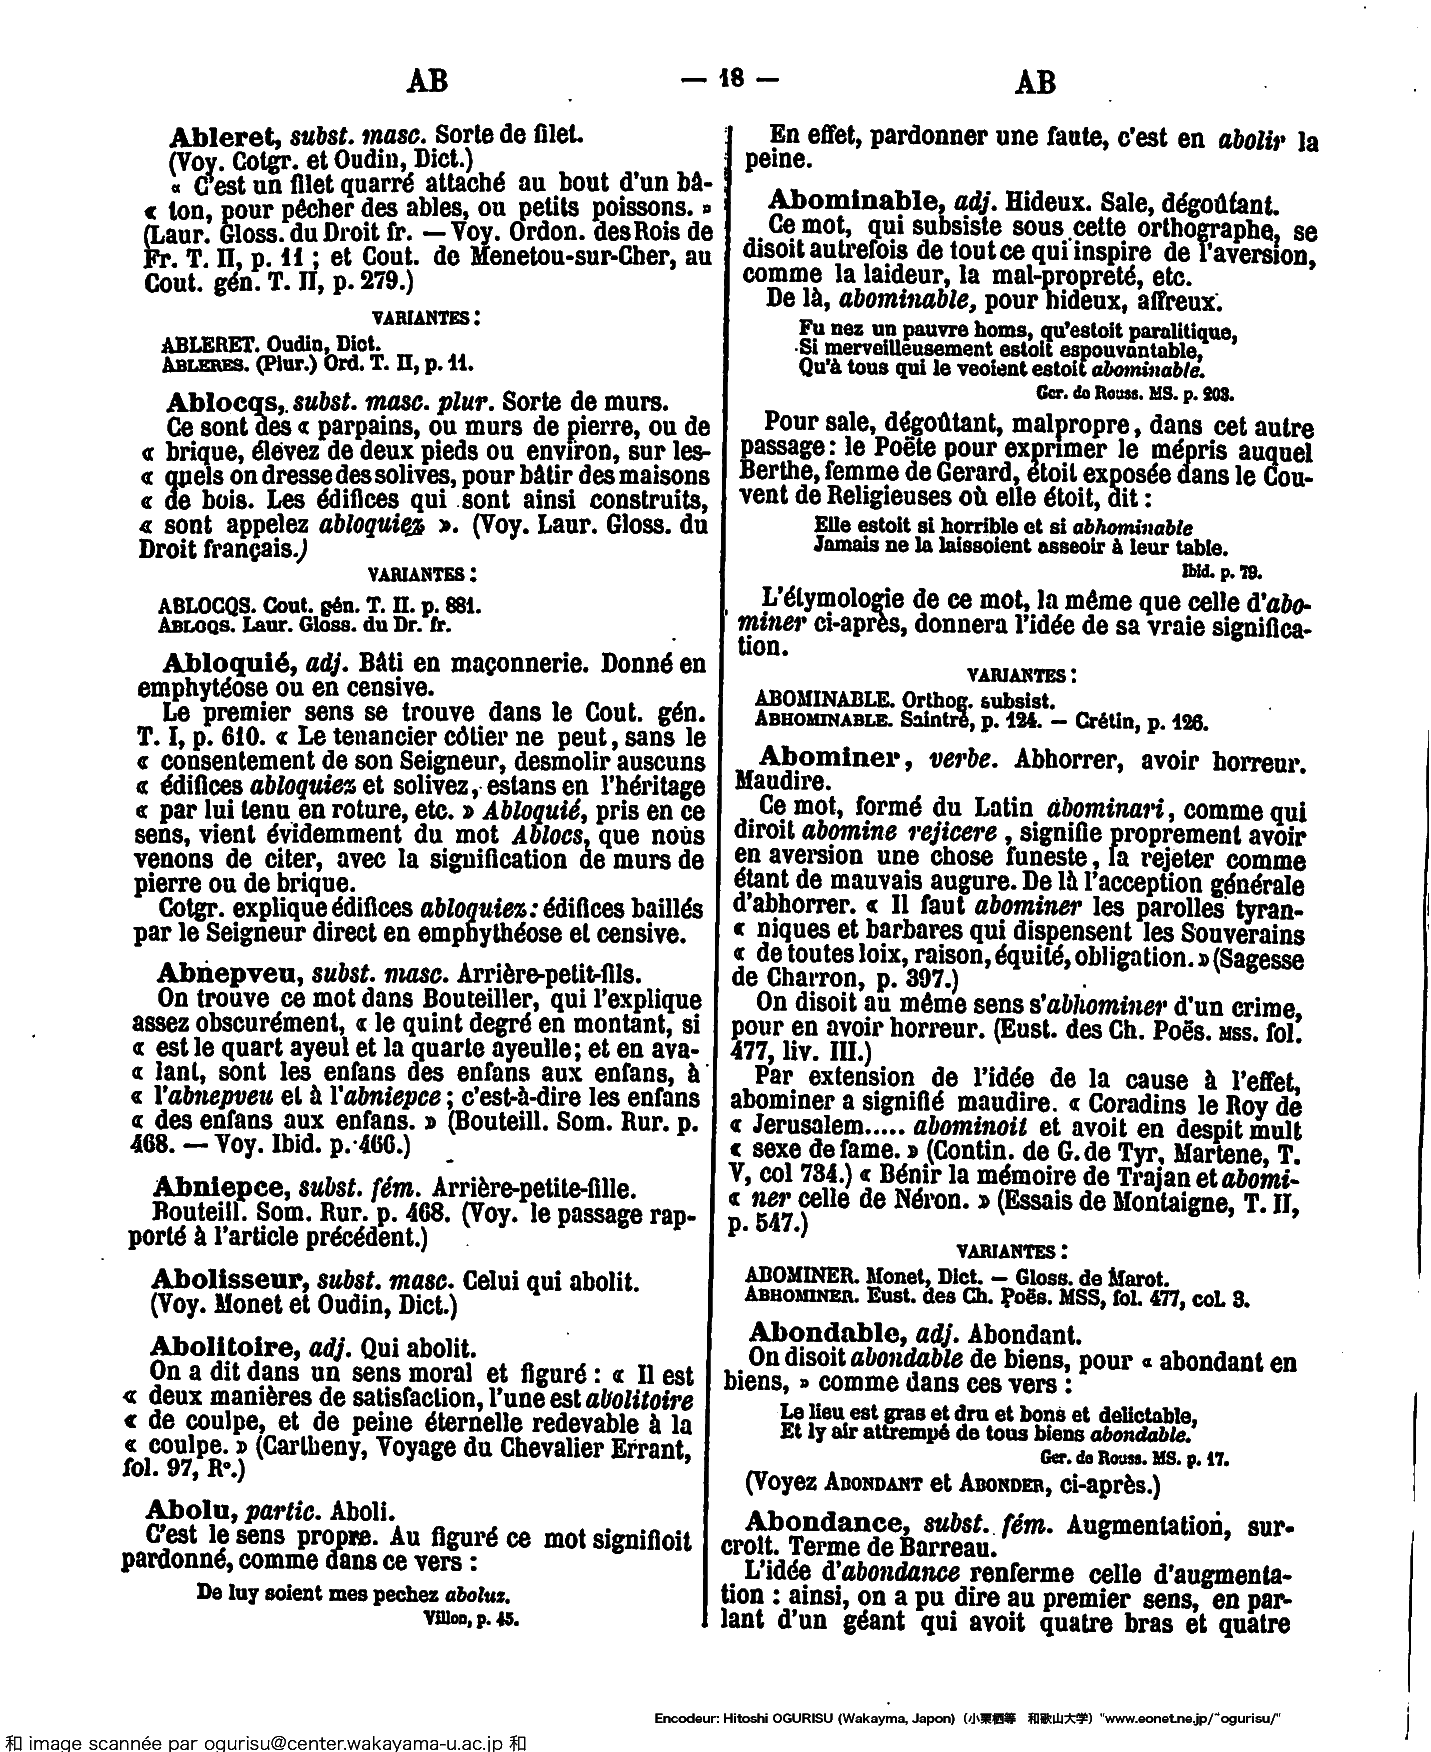 AB — 18 — AB
Ableret, subst. masc. Sorte de filet.
(Voy. Cotgr. et Oudin, Dict.)
« C'est un filet quarré attaché au bout d'un bâ-
« ton, pour pêcher des ables, ou petits poissons. »
(Laur. Gloss. du Droit fr. — Voy. Ordon. des Rois de
Fr. T. II, p. 11 ; et Cout. de Menetou-sur-Cher, au
Cout. gén. T. II, p. 279.)
VARIANTES :
ABLERET. Oudin, Dict.
ABLERES. (Plur.) Ord. T. II, p. 11.
Ablocqs, subst. masc. plur. Sorte de murs.
Ce sont des « parpains, ou murs de pierre, ou de
« brique, élevez de deux pieds ou environ, sur les-
« quels on dresse des solives, pour bâtir des maisons
« de bois. Les édifices qui sont ainsi construits,
« sont appelez abloquiez ». (Voy. Laur. Gloss. du
Droit français.)
VARIANTES :
ABLOCQS. Cout. gén. T. II. p. 881.
ABLOQS. Laur. Gloss. du Dr. fr.
Abloquié, adj. Bâti en maçonnerie. Donné en
emphytéose ou en censive.
Le premier sens se trouve dans le Cout. gén.
T. I, p. 610. « Le tenancier côtier ne peut, sans le
« consentement de son Seigneur, desmolir auscuns
« édifices abloquiez et solivez, estans en l'héritage
« par lui tenu en roture, etc. » Abloquié, pris en ce
sens, vient évidemment du mot Ablocs, que nous
venons de citer, avec la signification de murs de
pierre ou de brique.
Cotgr. explique édifices abloquiez : édifices baillés
par le Seigneur direct en emphythéose et censive.
Abnepveu, subst. masc. Arrière-petit-fils.
On trouve ce mot dans Bouteiller, qui l'explique
assez obscurément, « le quint degré en montant, si
« est le quart ayeul et la quarte ayeulle ; et en ava-
« lant, sont les enfans des enfans aux enfans, à
« l'abnepveu et à l'abniepce ; c'est-à-dire les enfans
« des enfans aux enfans. » (Bouteill. Som. Rur. p.
468. — Voy. Ibid. p. 466.)
Abniepce, subst. fém. Arrière-petite-fille.
Bouteill. Som. Rur. p. 468. (Voy. le passage rap-
porté à l'article précédent.)
Abolisseur, subst. masc. Celui qui abolit.
(Voy. Monet et Oudin, Dict.)
Abolitoire, adj. Qui abolit.
On a dit dans un sens moral et figuré : « Il est
« deux manières de satisfaction, l'une est abolitoire
« de coulpe, et de peine éternelle redevable à la
« coulpe. » (Cartheny, Voyage du Chevalier Errant,
fol. 97, R°.)
Abolu, partic. Aboli.
C'est le sens propre. Au figuré ce mot signifioit
pardonné, comme dans ce vers :
De luy soient mes pechez aboluz.
Villon, p. 45.
En effet, pardonner une faute, c'est en abolir la
peine.
Abominable, adj. Hideux. Sale, dégoûtant.
Ce mot, qui subsiste sous cette orthographe, se
disoit autrefois de tout ce qui inspire de l'aversion,
comme la laideur, la mal-propreté, etc.
De là, abominable, pour hideux, affreux.
Fu nez un pauvre homs, qu'estoit paralitique,
Si merveilleusement estoit espouvantable,
Qu'à tous qui le veoient estoit abominable.
Ger. de Rouss. MS. p. 203.
Pour sale, dégoûtant, malpropre, dans cet autre
passage : le Poëte pour exprimer le mépris auquel
Berthe, femme de Gerard, étoit exposée dans le Cou-
vent de Religieuses où elle étoit, dit :
Elle estoit si horrible et si abhominable
Jamais ne la laissoient asseoir à leur table.
Ibid. p. 79.
L'étymologie de ce mot, la même que celle d'abo-
miner ci-après, donnera l'idée de sa vraie significa-
tion.
VARIANTES :
ABOMINABLE. Orthog. subsist.
ABHOMINABLE. Saintré, p. 124. — Crétin, p. 126.
Abominer, verbe. Abhorrer, avoir horreur.
Maudire.
Ce mot, formé du Latin abominari, comme qui
diroit abomine rejicere, signifie proprement avoir
en aversion une chose funeste, la rejeter comme
étant de mauvais augure. De là l'acception générale
d'abhorrer. « Il faut abominer les parolles tyran-
« niques et barbares qui dispensent les Souverains
« de toutes loix, raison, équité, obligation. » (Sagesse
de Charron, p. 397.)
On disoit au même sens s'abhominer d'un crime,
pour en avoir horreur. (Eust. des Ch. Poës. MSS. fol.
477, liv. III.)
Par extension de l'idée de la cause à l'effet,
abominer a signifié maudire. « Coradins le Roy de
« Jerusalem..... abominoit et avoit en despit mult
« sexe de fame. » (Contin. de G. de Tyr, Martene, T.
V, col 734.) « Bénir la mémoire de Trajan et abomi-
« ner celle de Néron. » (Essais de Montaigne, T. II,
p. 547.)
VARIANTES :
ABOMINER. Monet, Dict. — Gloss. de Marot.
ABHOMINER. Eust. des Ch. Poës. MSS, fol. 477, col. 3.
Abondable, adj. Abondant.
On disoit abondable de biens, pour « abondant en
biens, » comme dans ces vers :
Le lieu est gras et dru et bons et delictable,
Et ly air attrempé de tous biens abondable.
Ger. de Rouss. MS. p. 17.
(Voyez ABONDANT et ABONDER, ci-après.)
Abondance, subst. fém. Augmentation, sur-
croît. Terme de Barreau.
L'idée d'abondance renferme celle d'augmenta-
tion : ainsi, on a pu dire au premier sens, en par-
lant d'un géant qui avoit quatre bras et quatre
Encodeur: Hitoshi OGURISU (Wakayma, Japon) (小栗栖等 和歌山大学) "www.eonet.ne.jp/~ogurisu/"
和 image scannée par ogurisu@center.wakayama-u.ac.jp 和